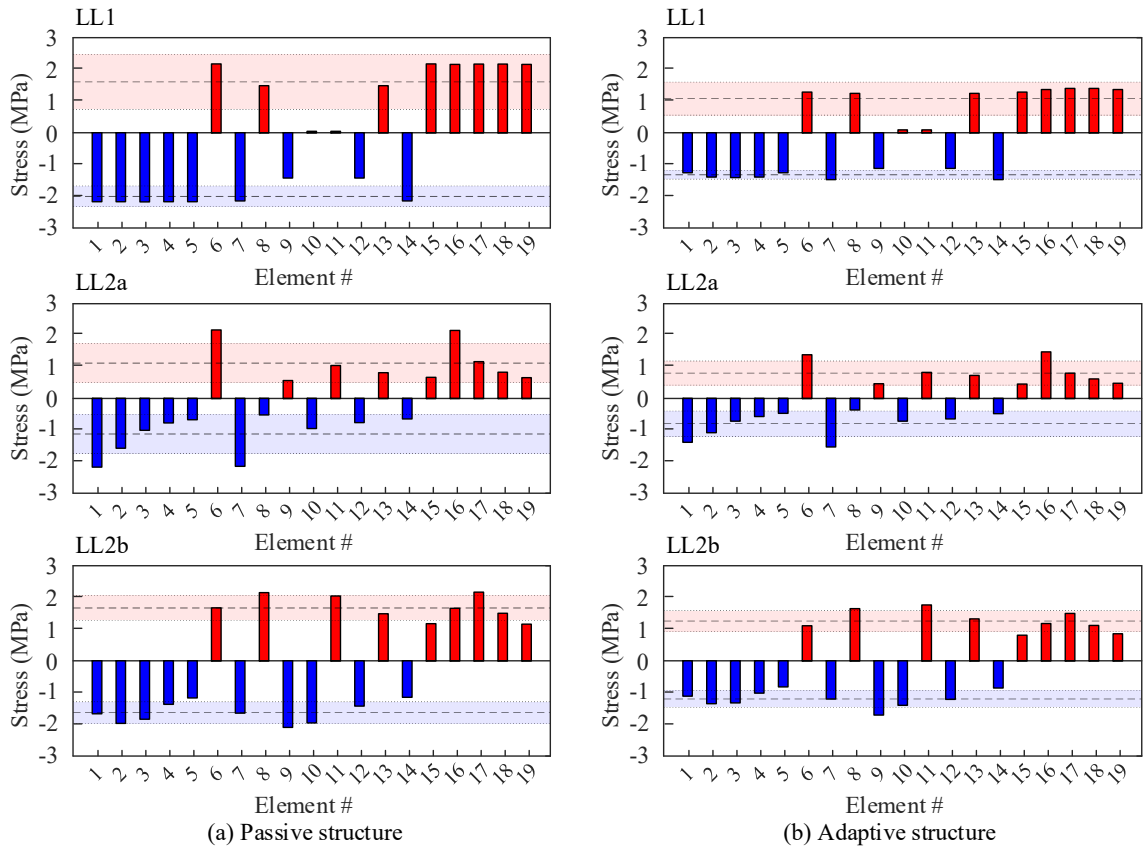 LL1
3
2
1
0
-1
-2
-3
Stress (MPa)
1 2 3 4 5 6 7 8 9 10 11 12 13 14 15 16 17 18 19
Element #
LL2a
3
2
1
0
-1
-2
-3
Stress (MPa)
1 2 3 4 5 6 7 8 9 10 11 12 13 14 15 16 17 18 19
Element #
LL2b
3
2
1
0
-1
-2
-3
Stress (MPa)
1 2 3 4 5 6 7 8 9 10 11 12 13 14 15 16 17 18 19
Element #
(a) Passive structure
LL1
3
2
1
0
-1
-2
-3
Stress (MPa)
1 2 3 4 5 6 7 8 9 10 11 12 13 14 15 16 17 18 19
Element #
LL2a
3
2
1
0
-1
-2
-3
Stress (MPa)
1 2 3 4 5 6 7 8 9 10 11 12 13 14 15 16 17 18 19
Element #
LL2b
3
2
1
0
-1
-2
-3
Stress (MPa)
1 2 3 4 5 6 7 8 9 10 11 12 13 14 15 16 17 18 19
Element #
(b) Adaptive structure